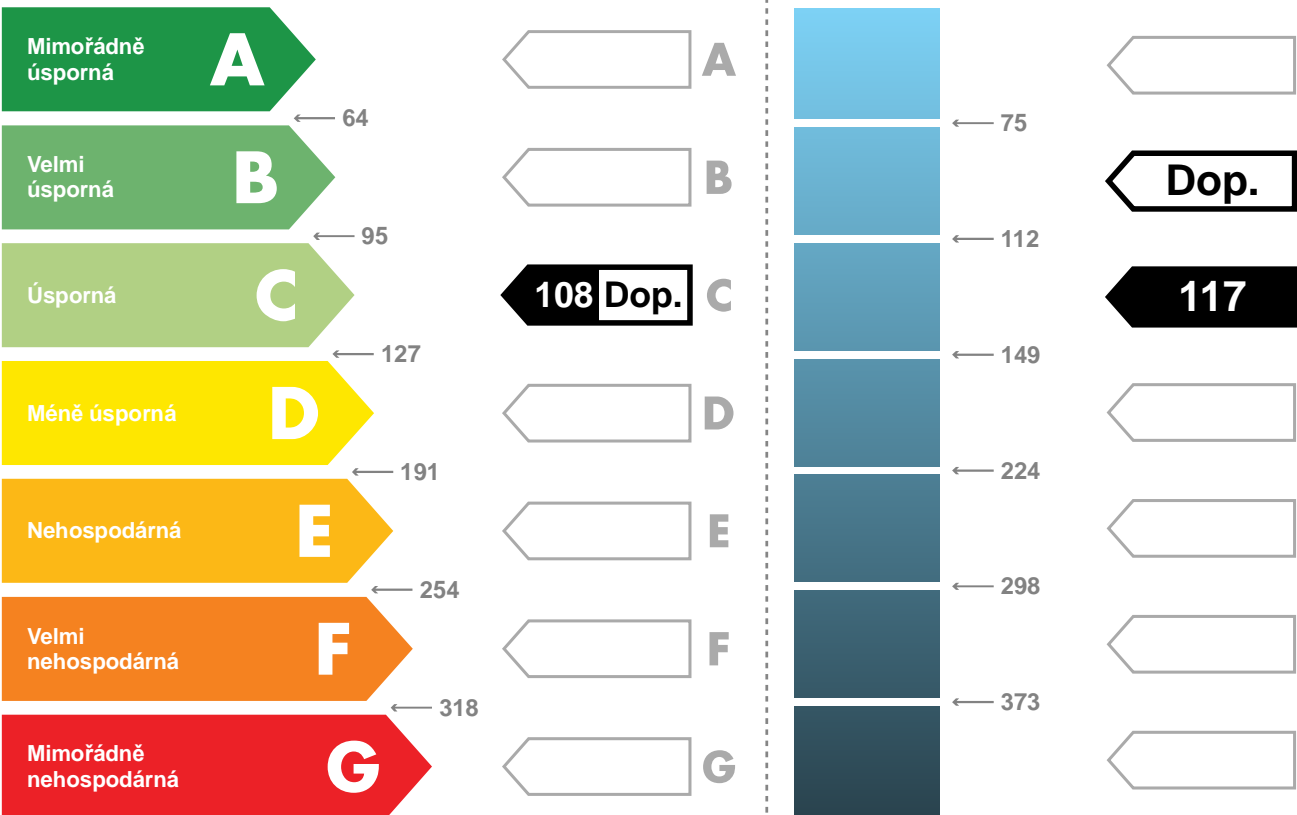 Mimořádně
úsporná
A
A
64
75
Velmi
úsporná
B
B
Dop.
95
112
Úsporná
C
108 Dop.
C
117
127
149
Méně úsporná
D
D
191
224
Nehospodárná
E
E
254
298
Velmi
nehospodárná
F
F
318
373
Mimořádně
nehospodárná
G
G